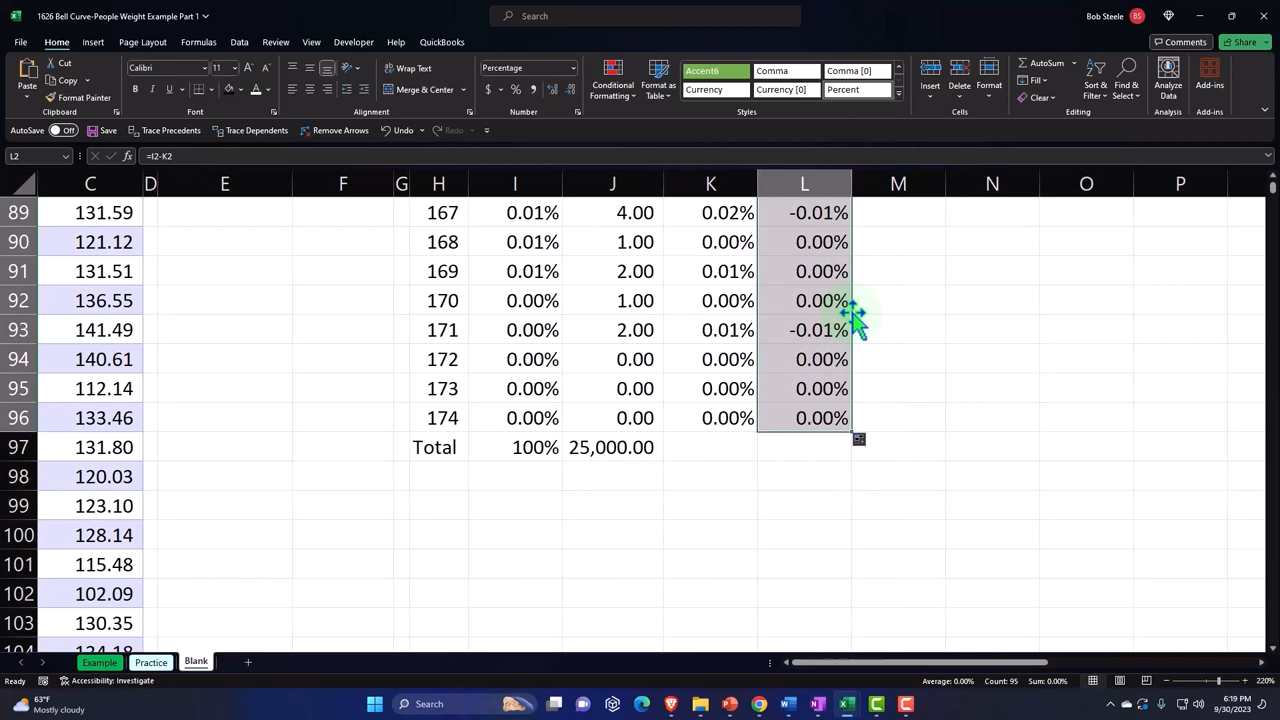 1626 Bell Curve-People Weight Example Part 1
Search
Bob Steele BS
File Home Insert Page Layout Formulas Data Review View Developer Automate Help QuickBooks
Comments Share
Paste Cut Copy Format Painter
Calibri 11
B I U
Wrap Text
Merge & Center
Percentage
$ % 9
Conditional Formatting
Format as Table
Accent6 Comma Comma [0]
Currency Currency [0] Percent
Insert Delete Format
AutoSum Fill Clear
Sort & Filter
Find & Select
Analyze Data
Add-ins
Clipboard Font Alignment Number Styles Cells Editing Analysis Add-ins
AutoSave Off Save Trace Precedents Trace Dependents Remove Arrows Undo Redo
L2 fx =I2-K2
C D E F G H I J K L M N O P
89 131.59 167 0.01% 4.00 0.02% -0.01%
90 121.12 168 0.01% 1.00 0.00% 0.00%
91 131.51 169 0.01% 2.00 0.01% 0.00%
92 136.55 170 0.00% 1.00 0.00% 0.00%
93 141.49 171 0.00% 2.00 0.01% -0.01%
94 140.61 172 0.00% 0.00 0.00% 0.00%
95 112.14 173 0.00% 0.00 0.00% 0.00%
96 133.46 174 0.00% 0.00 0.00% 0.00%
97 131.80 Total 100% 25,000.00
98 120.03
99 123.10
100 128.14
101 115.48
102 102.09
103 130.35
Example Practice Blank
Ready Accessibility: Investigate Average: 0.00% Count: 95 Sum: 0.00% 220%
63°F
Mostly cloudy
Search
6:19 PM
9/30/2023